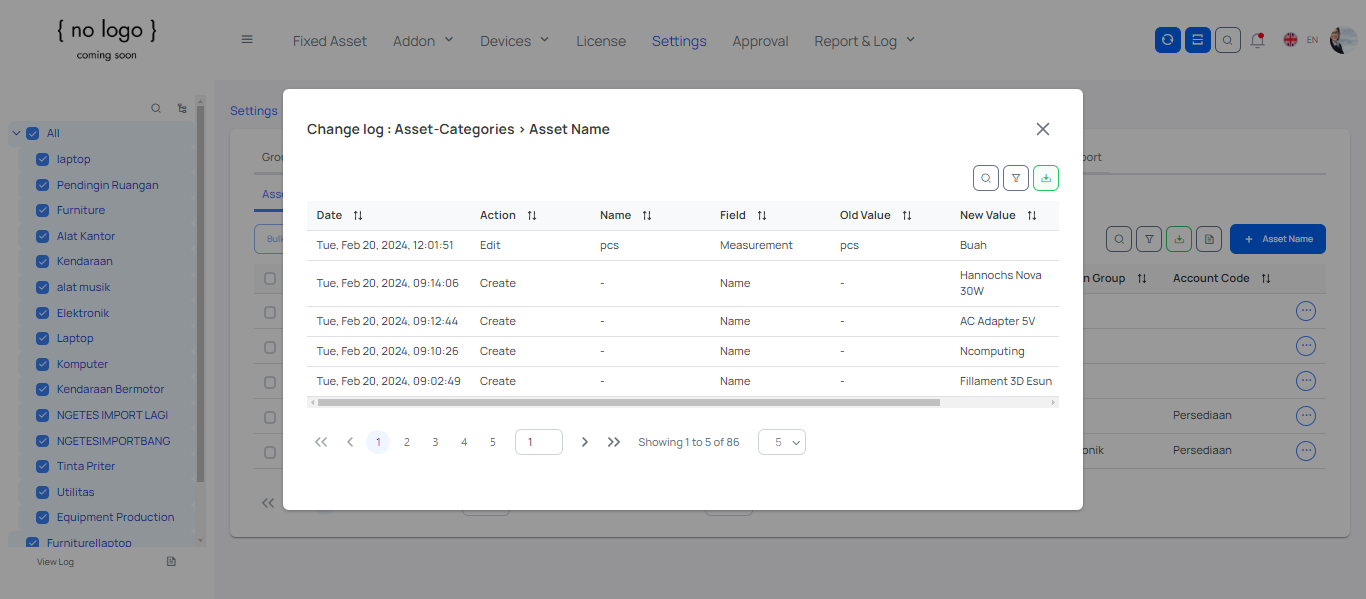 { no logo }
coming soon
Fixed Asset Addon Devices License Settings Approval Report & Log
EN
All
laptop
Pendingin Ruangan
Furniture
Alat Kantor
Kendaraan
alat musik
Elektronik
Laptop
Komputer
Kendaraan Bermotor
NGETES IMPORT LAGI
NGETESIMPORTBANG
Tinta Priter
Utilitas
Equipment Production
Furniturellaptop
View Log
Settings
Change log : Asset-Categories > Asset Name
Date Action Name Field Old Value New Value
Tue, Feb 20, 2024, 12:01:51 Edit pcs Measurement pcs Buah
Tue, Feb 20, 2024, 09:14:06 Create - Name - Hannochs Nova
30W
Tue, Feb 20, 2024, 09:12:44 Create - Name - AC Adapter 5V
Tue, Feb 20, 2024, 09:10:26 Create - Name - Ncomputing
Tue, Feb 20, 2024, 09:02:49 Create - Name - Fillament 3D Esun
1 2 3 4 5 1 Showing 1 to 5 of 86 5
+ Asset Name
Group Account Code
Persediaan
Persediaan